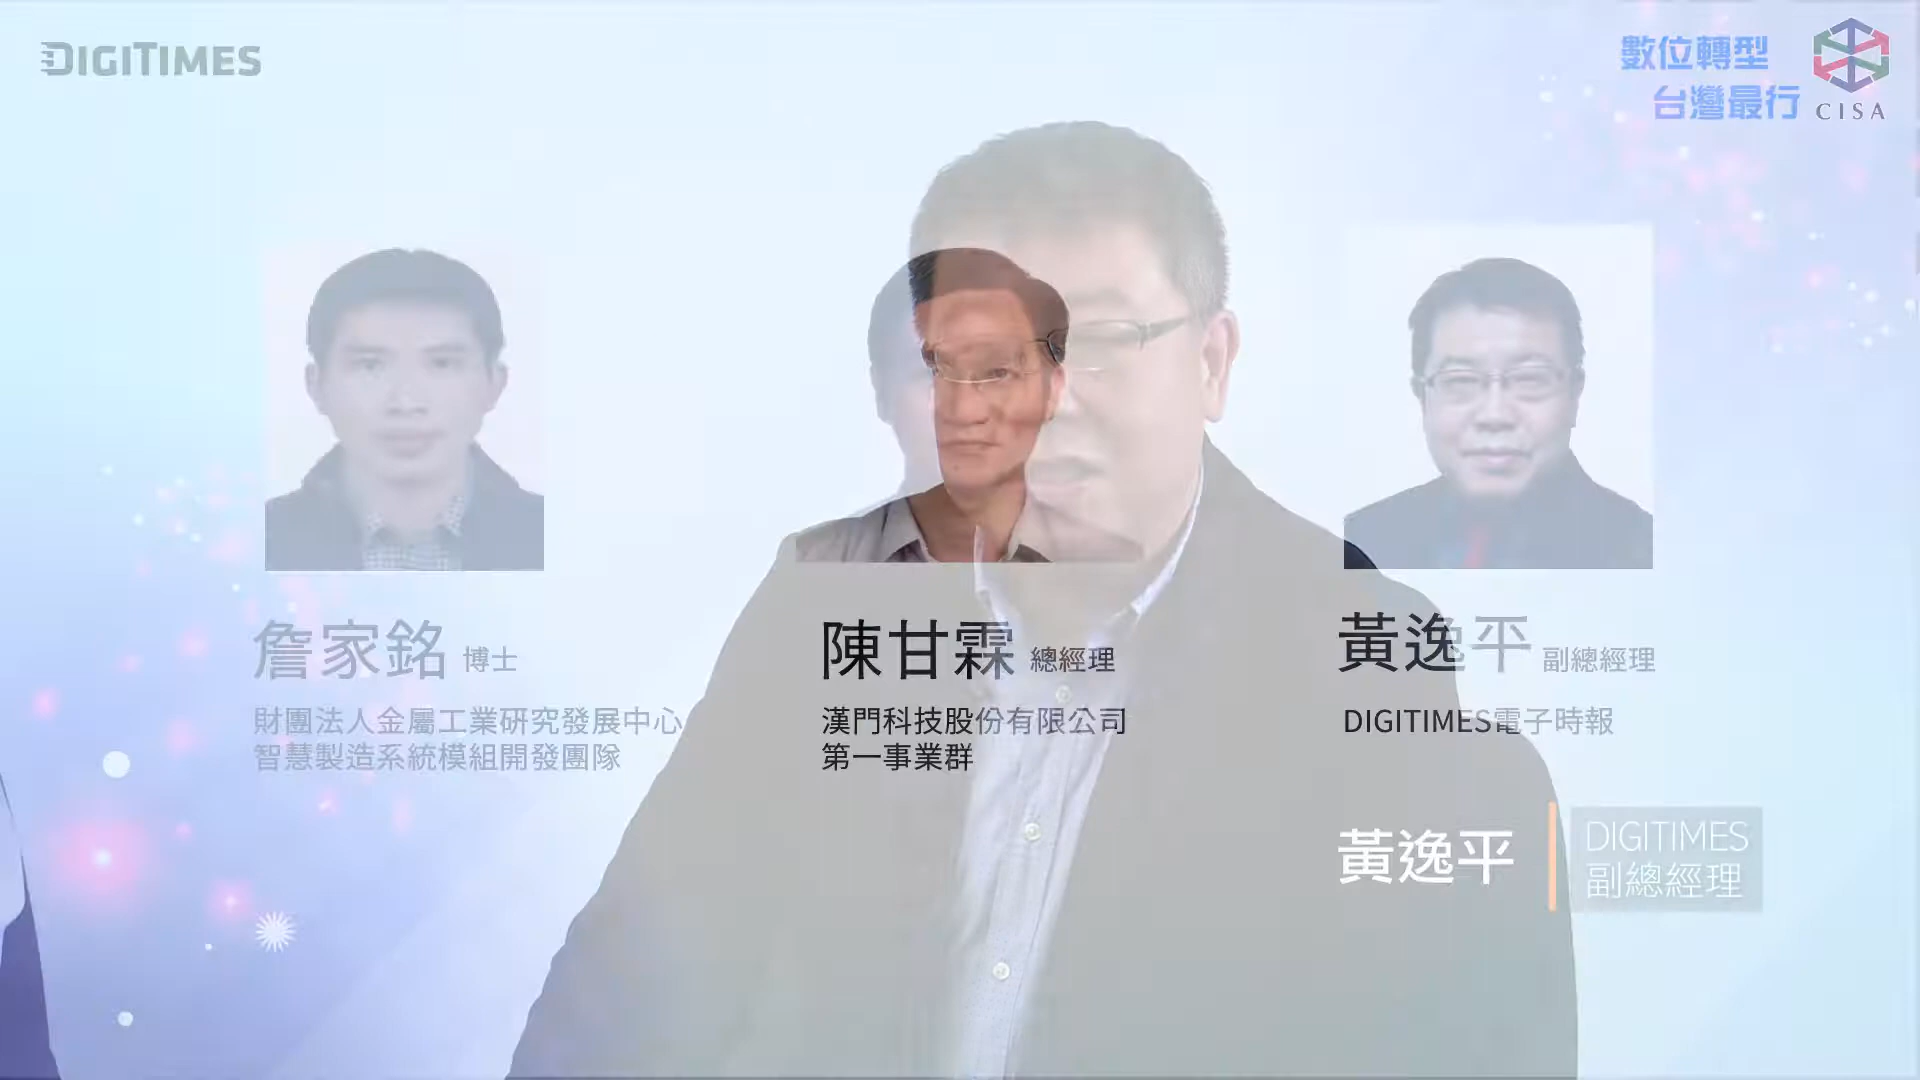 DIGITIMES
數位轉型
台灣最行
CISA
詹家銘 博士
財團法人金屬工業研究發展中心
智慧製造系統模組開發團隊
陳甘霖 總經理
漢門科技股份有限公司
第一事業群
黃逸平 副總經理
DIGITIMES電子時報
黃逸平
DIGITIMES
副總經理